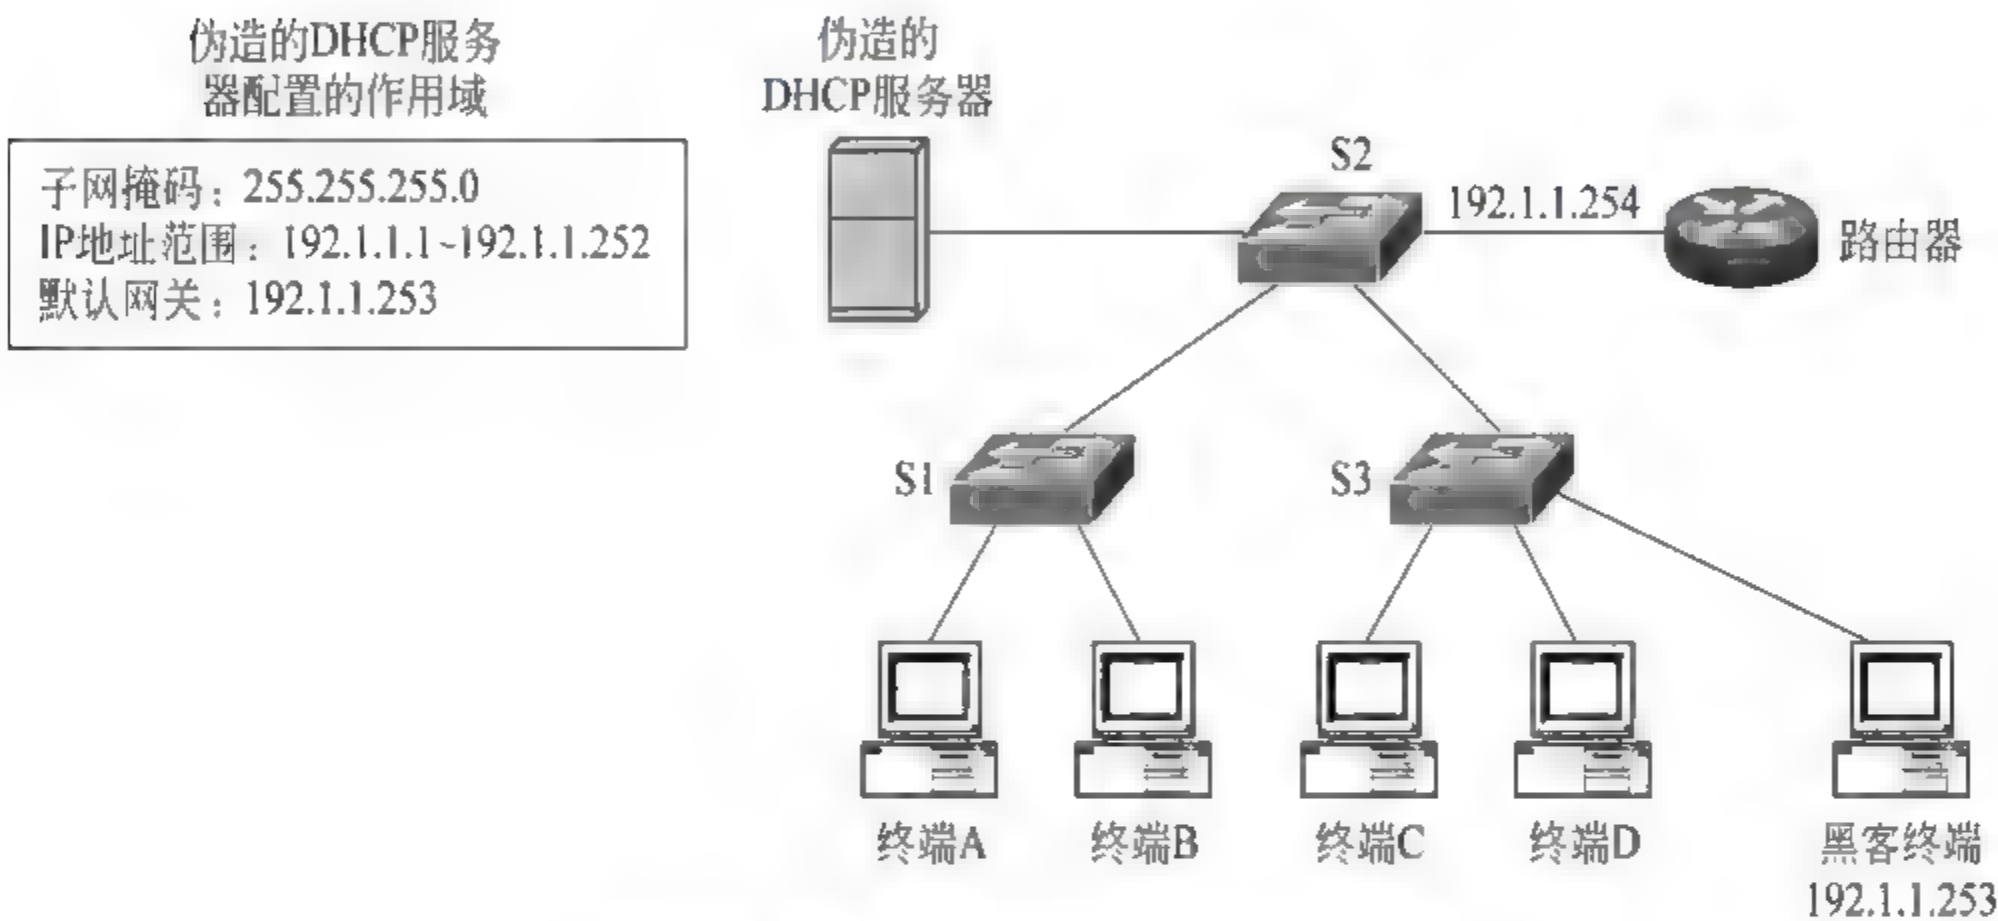 伪造的DHCP服务
器配置的作用域
子网掩码：255.255.255.0
IP地址范围：192.1.1.1~192.1.1.252
默认网关：192.1.1.253
伪造的
DHCP服务器
S2
192.1.1.254
路由器
S1
S3
终端A
终端B
终端C
终端D
黑客终端
192.1.1.253